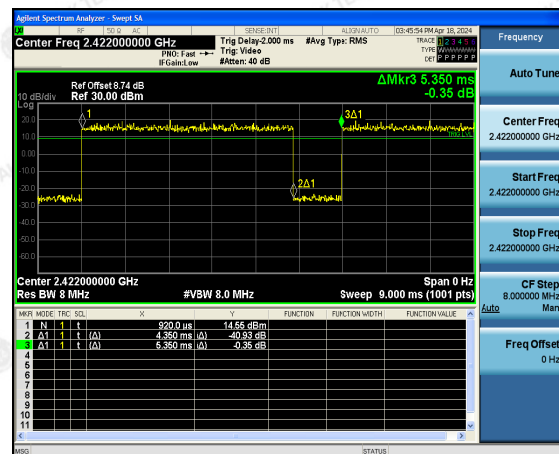 Agilent Spectrum Analyzer - Swept SA
RF 50 Ω AC SENSE:INT ALIGNAUTO 03:45:54 PM Apr 18, 2024
Center Freq 2.422000000 GHz
PNO: Fast
IFGain:Low
Trig Delay-2.000 ms
Trig: Video
#Atten: 40 dB
#Avg Type: RMS
TRACE 1 2 3 4 5 6
TYPE WWWWWW
DET P P P P P P
Ref Offset 8.74 dB
Ref 30.00 dBm
ΔMkr3 5.350 ms
-0.35 dB
10 dB/div
Log
20.0
10.0
0.00
-10.0
-20.0
-30.0
-40.0
-50.0
-60.0
1
2Δ1
3Δ1
TRIG LVL
Center 2.422000000 GHz
Res BW 8 MHz
#VBW 8.0 MHz
Span 0 Hz
Sweep 9.000 ms (1001 pts)
MKR MODE TRC SCL X Y FUNCTION FUNCTION WIDTH FUNCTION VALUE
1 N 1 t 920.0 µs 14.55 dBm
2 Δ1 1 t (Δ) 4.350 ms (Δ) -40.93 dB
3 Δ1 1 t (Δ) 5.350 ms (Δ) -0.35 dB
4
5
6
7
8
9
10
11
MSG STATUS
Frequency
Auto Tune
Center Freq
2.422000000 GHz
Start Freq
2.422000000 GHz
Stop Freq
2.422000000 GHz
CF Step
8.000000 MHz
Auto Man
Freq Offset
0 Hz